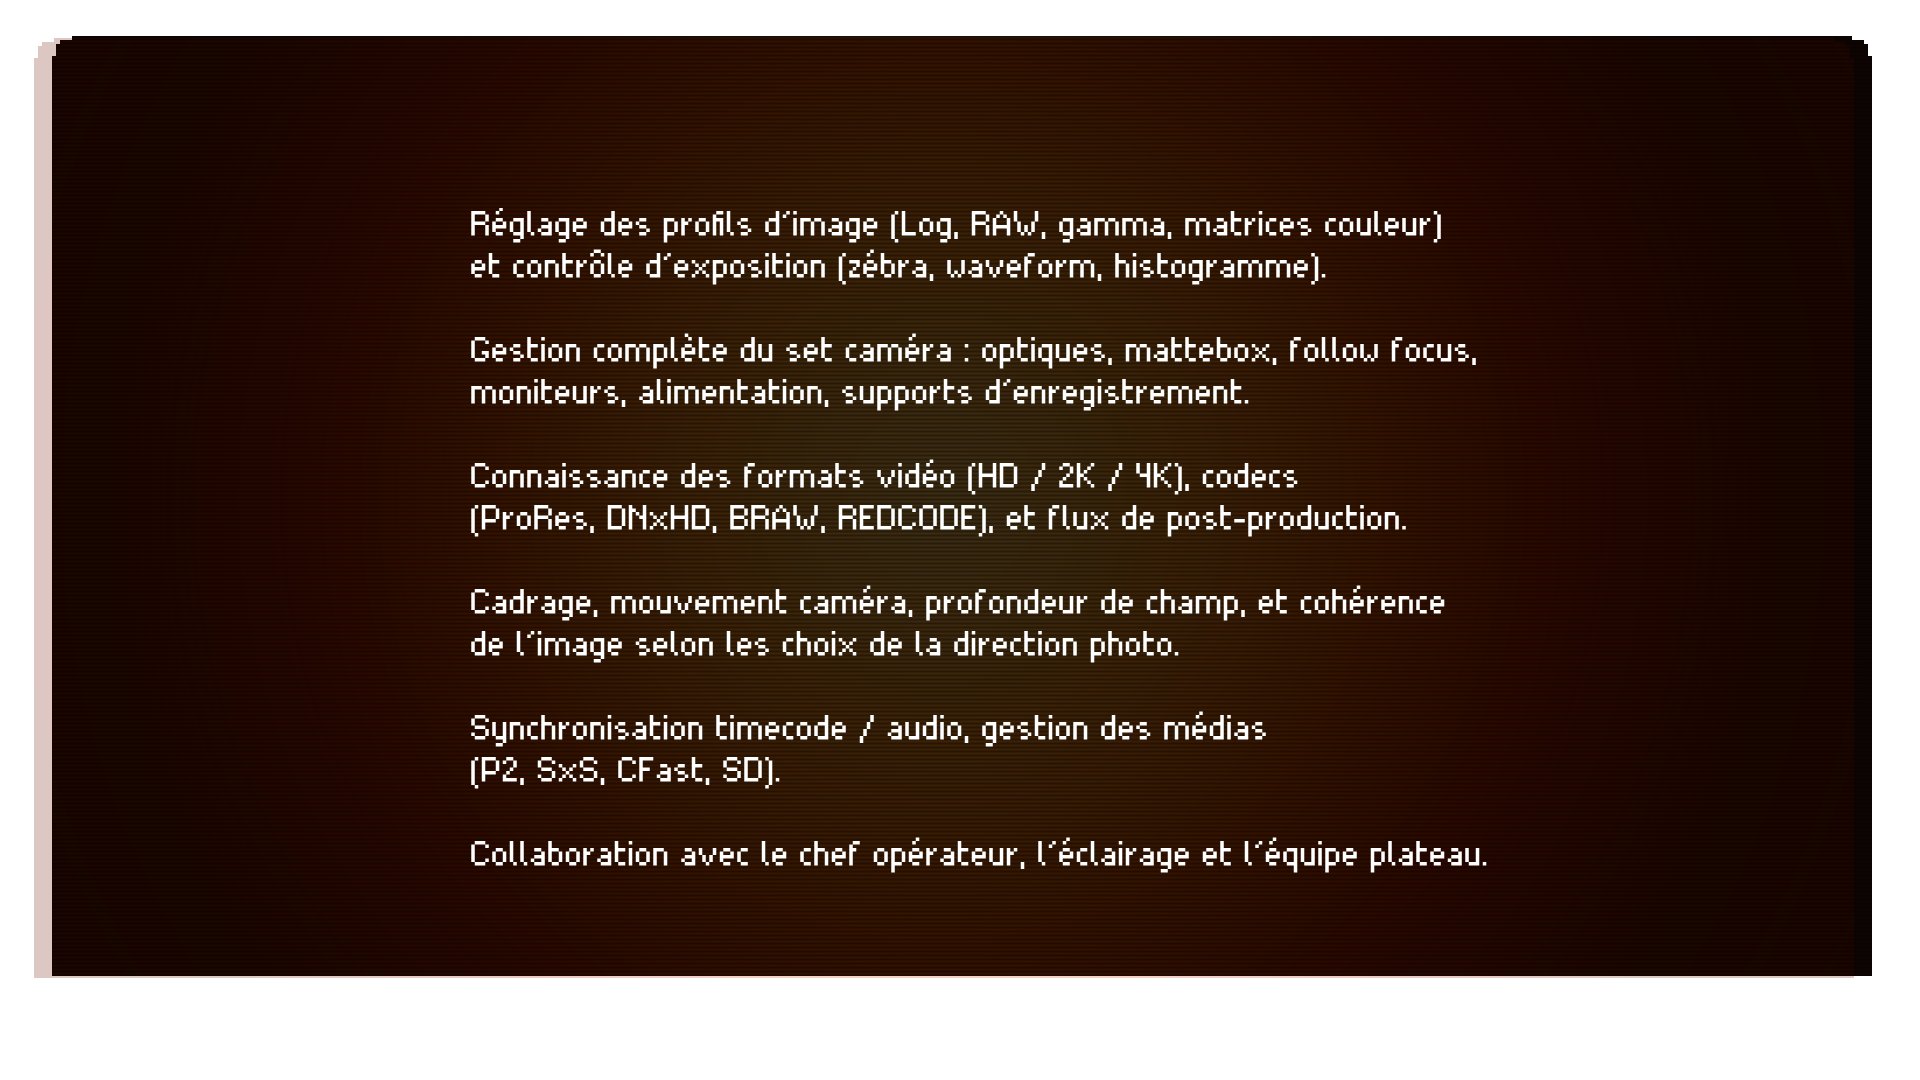 Réglage des profils d'image (Log, RAW, gamma, matrices couleur)
et contrôle d'exposition (zébra, waveform, histogramme).
Gestion complète du set caméra : optiques, mattebox, follow focus,
moniteurs, alimentation, supports d'enregistrement.
Connaissance des formats vidéo (HD / 2K / 4K), codecs
(ProRes, DNxHD, BRAW, REDCODE), et flux de post-production.
Cadrage, mouvement caméra, profondeur de champ, et cohérence
de l'image selon les choix de la direction photo.
Synchronisation timecode / audio, gestion des médias
(P2, SxS, CFast, SD).
Collaboration avec le chef opérateur, l'éclairage et l'équipe plateau.